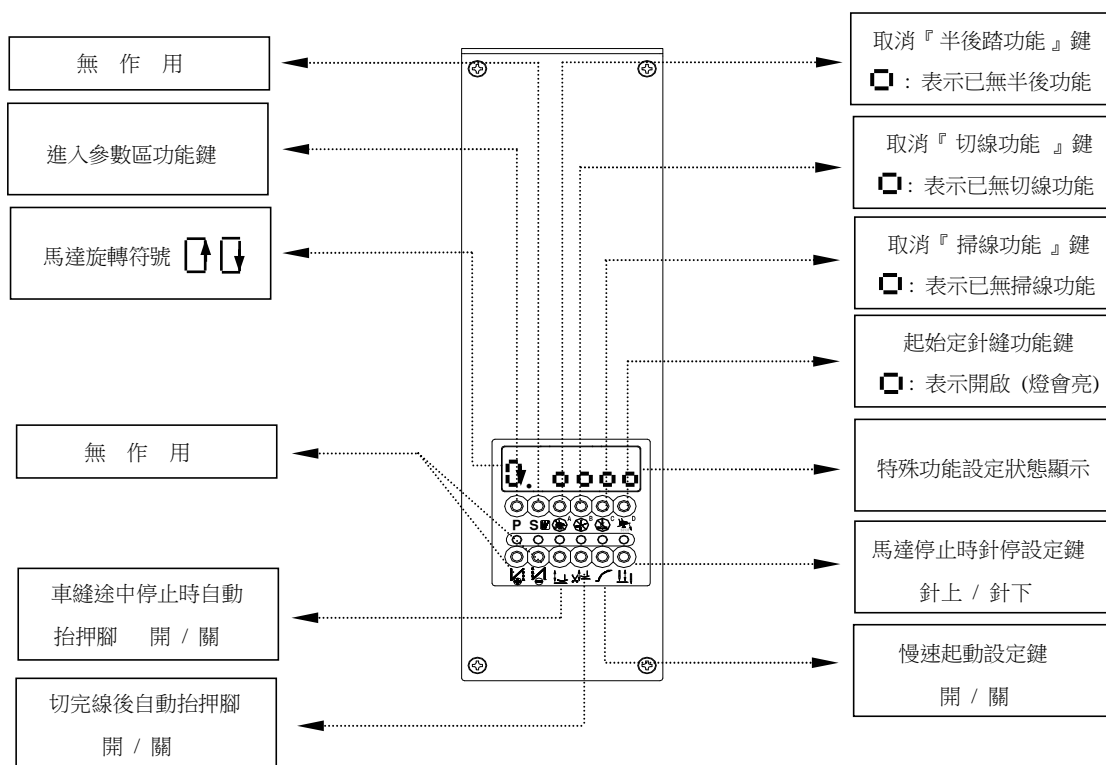 無 作 用
進入參數區功能鍵
馬達旋轉符號
無 作 用
車縫途中停止時自動
抬押腳 開 / 關
切完線後自動抬押腳
開 / 關
P S
A B C D
取消『 半後踏功能 』鍵
: 表示已無半後功能
取消『 切線功能 』鍵
: 表示已無切線功能
取消『 掃線功能 』鍵
: 表示已無掃線功能
起始定針縫功能鍵
: 表示開啟 (燈會亮)
特殊功能設定狀態顯示
馬達停止時針停設定鍵
針上 / 針下
慢速起動設定鍵
開 / 關